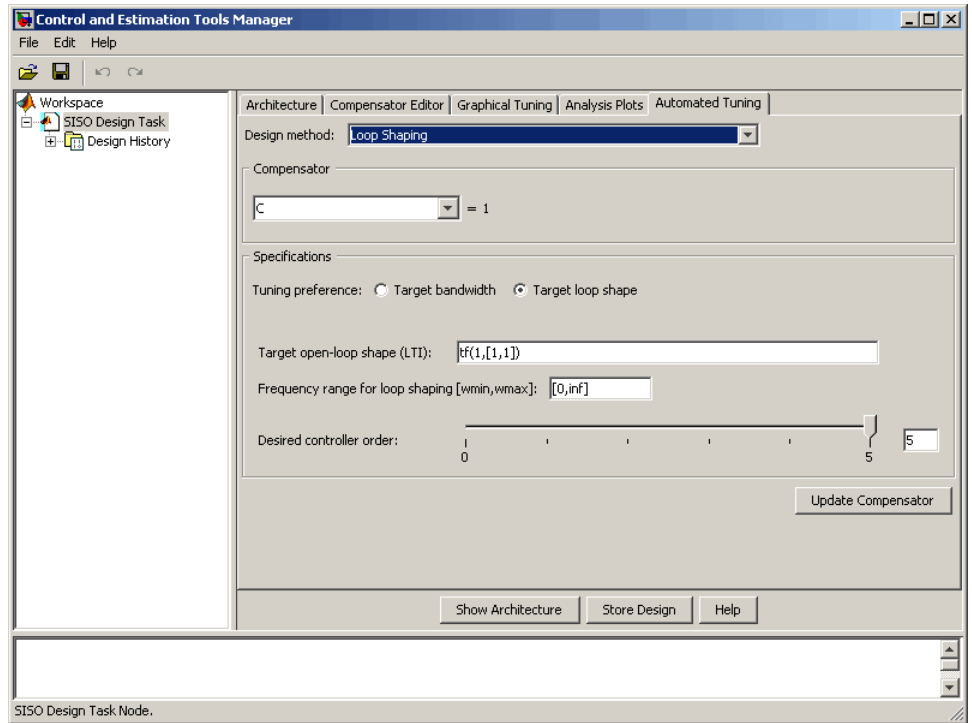 Control and Estimation Tools Manager
File Edit Help
Workspace
SISO Design Task
Design History
Architecture Compensator Editor Graphical Tuning Analysis Plots Automated Tuning
Design method: Loop Shaping
Compensator
C = 1
Specifications
Tuning preference: Target bandwidth Target loop shape
Target open-loop shape (LTI): tf(1,[1,1])
Frequency range for loop shaping [wmin,wmax]: [0,inf]
Desired controller order: 5
0 5
Update Compensator
Show Architecture Store Design Help
SISO Design Task Node.